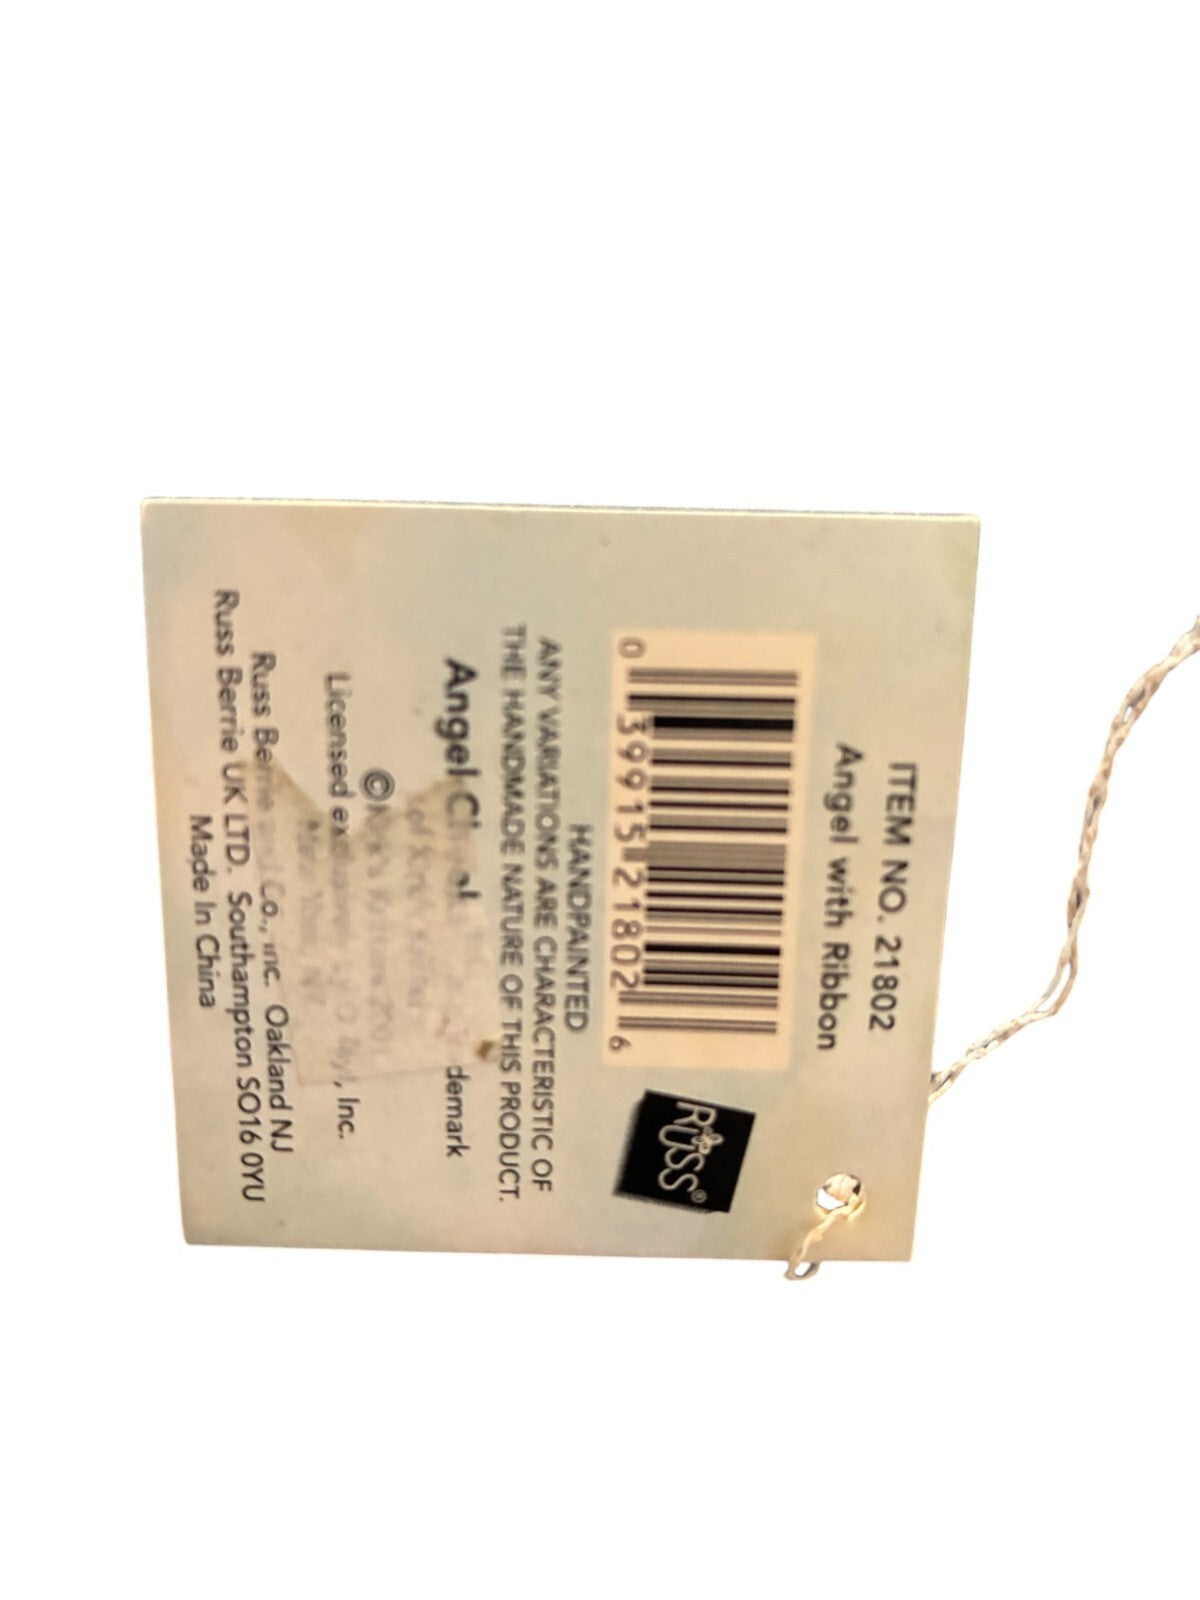 ITEM NO. 21802
Angel with Ribbon
0 39915 21802 6
RUSS®
HANDPAINTED
ANY VARIATIONS ARE CHARACTERISTIC OF
THE HANDMADE NATURE OF THIS PRODUCT.
Angel
©
Licensed Inc.
Russ Berrie and Co., Inc. Oakland NJ
Russ Berrie UK LTD. Southampton SO16 0YU
Made In China